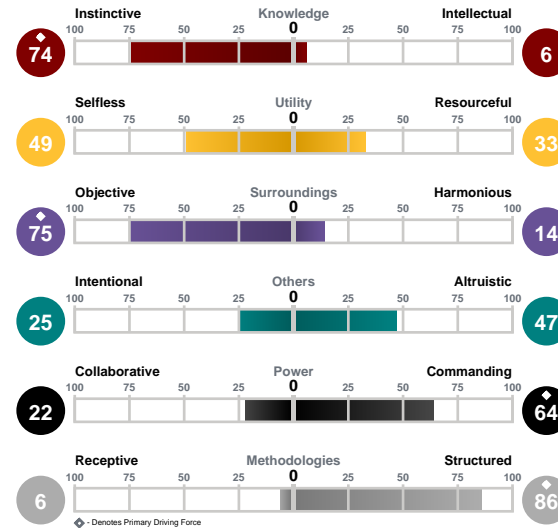 Instinctive Knowledge Intellectual
100 75 50 25 0 25 50 75 100
74 6
Selfless Utility Resourceful
100 75 50 25 0 25 50 75 100
49 33
Objective Surroundings Harmonious
100 75 50 25 0 25 50 75 100
75 14
Intentional Others Altruistic
100 75 50 25 0 25 50 75 100
25 47
Collaborative Power Commanding
100 75 50 25 0 25 50 75 100
22 64
Receptive Methodologies Structured
100 75 50 25 0 25 50 75 100
6 86
- Denotes Primary Driving Force